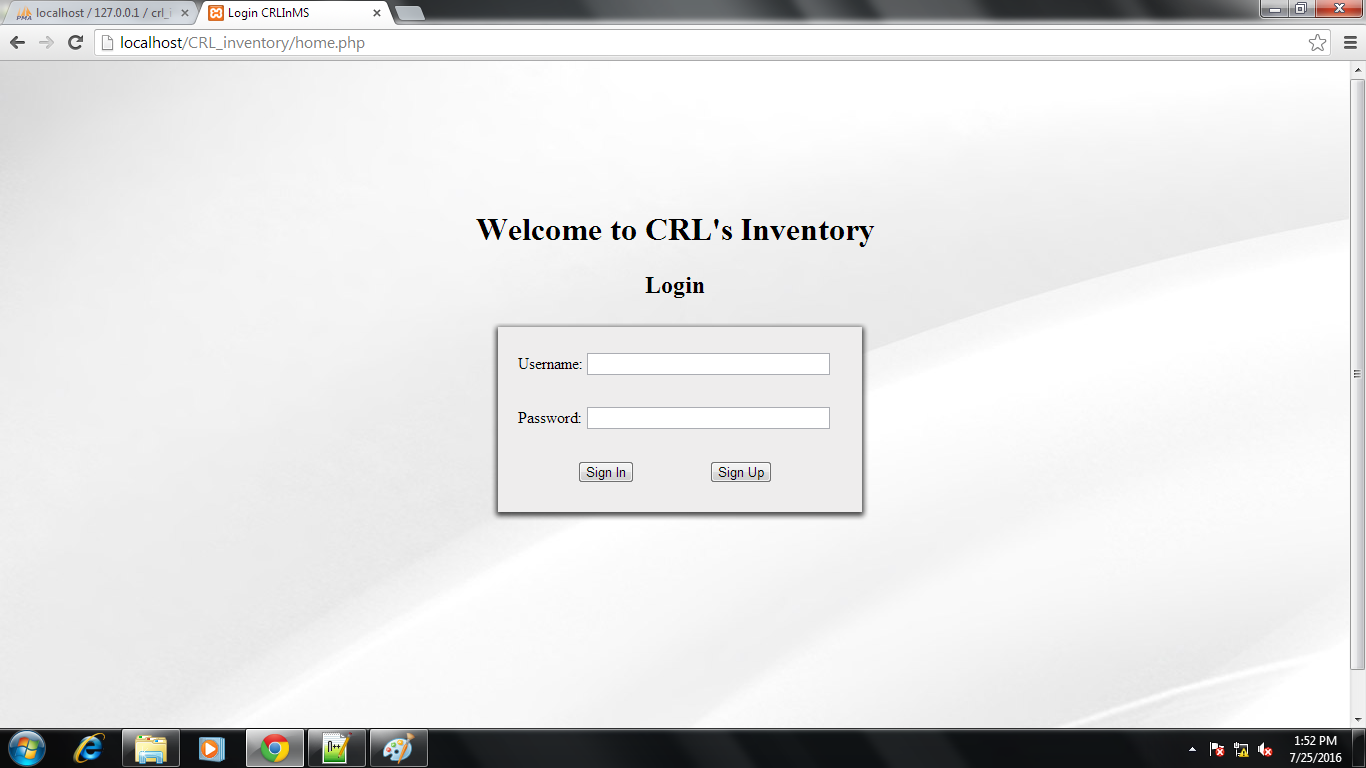 localhost / 127.0.0.1 / crl_i
Login CRLInMS
localhost/CRL_inventory/home.php
Welcome to CRL's Inventory
Login
Username:
Password:
Sign In Sign Up
1:52 PM
7/25/2016